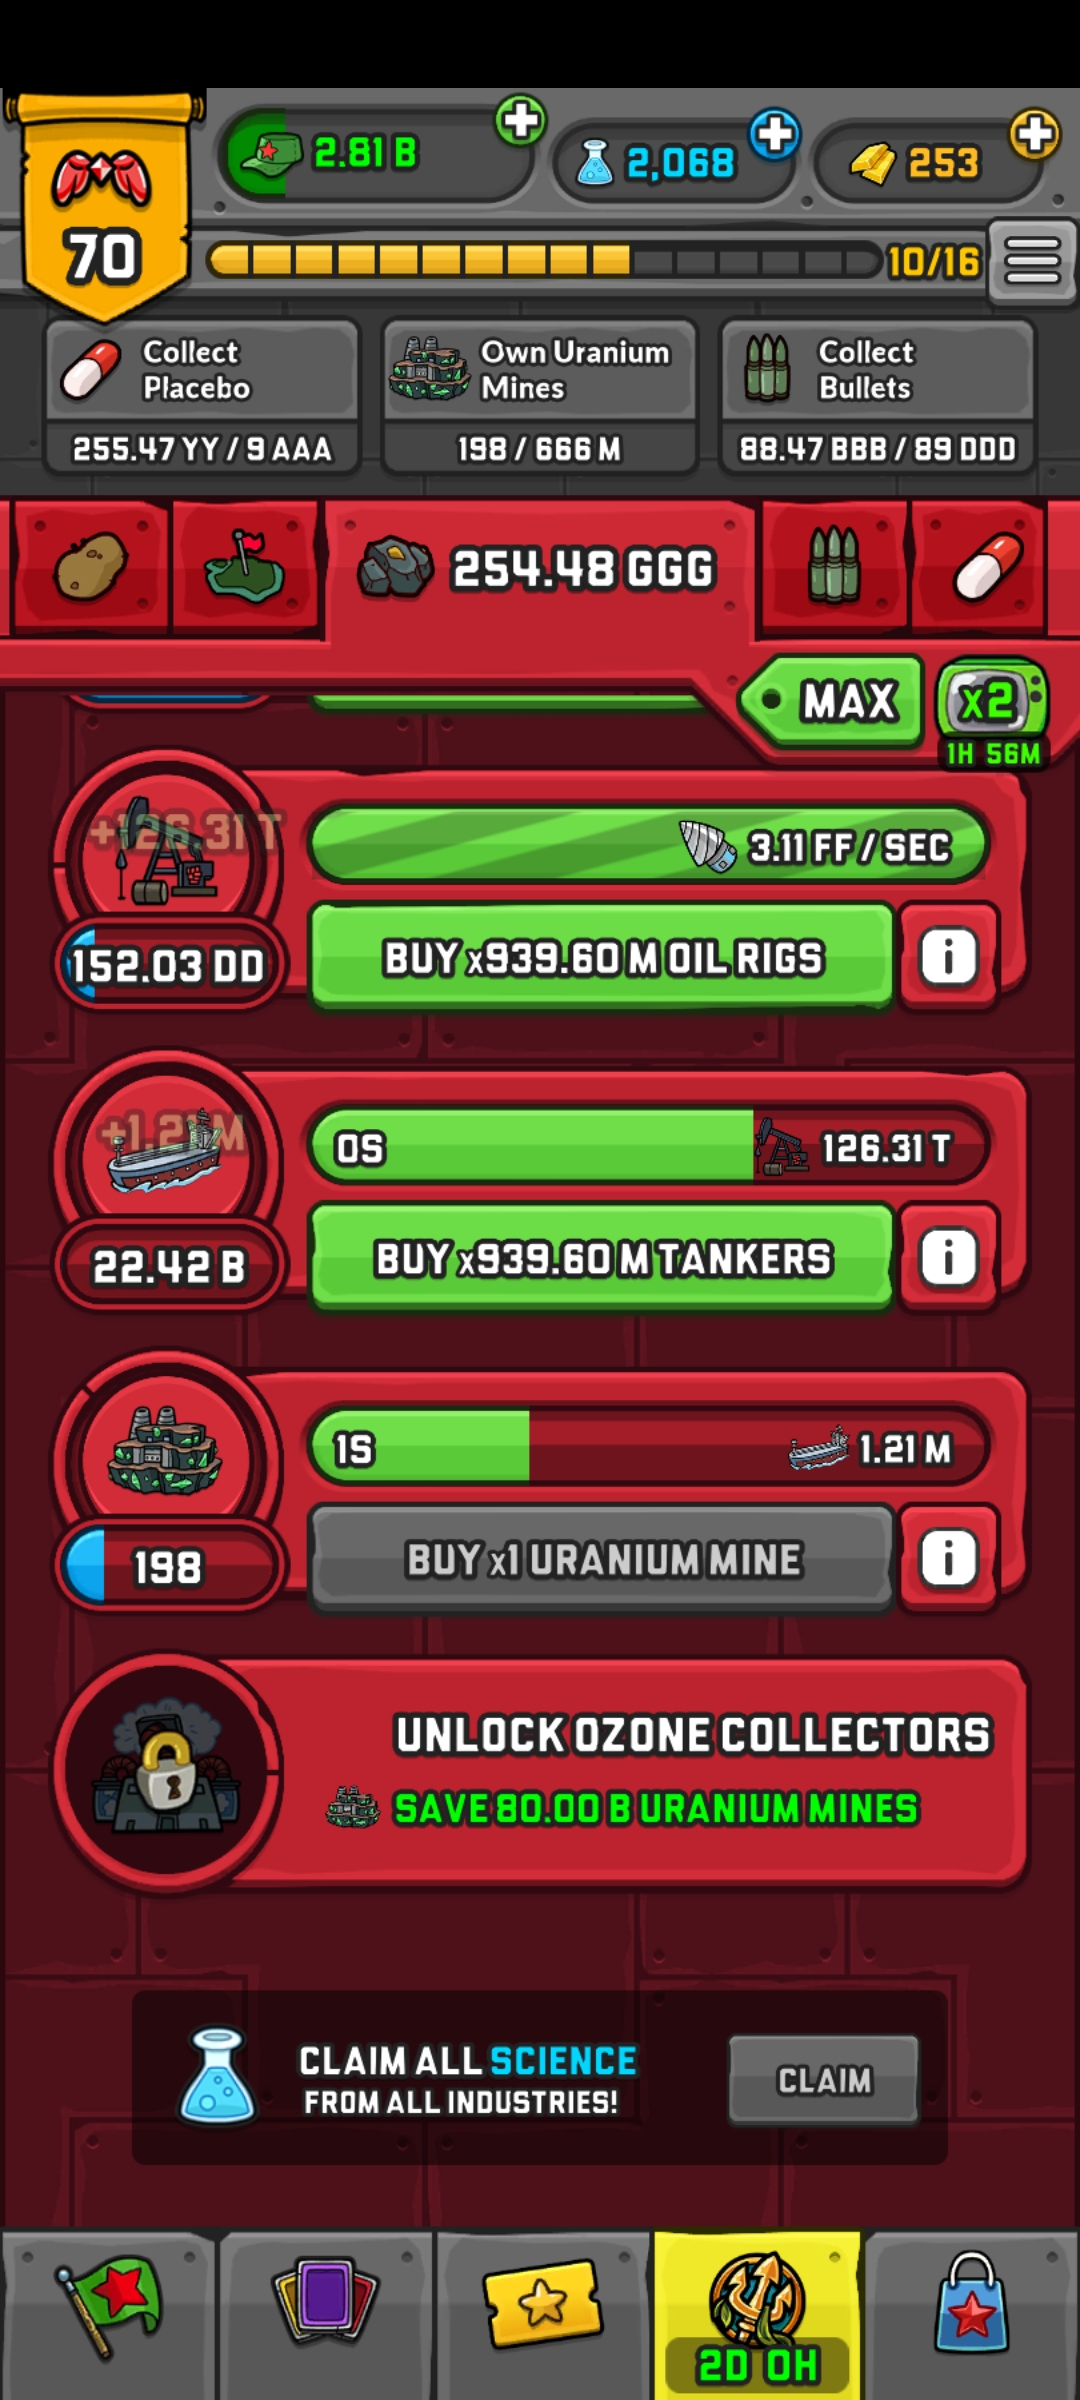 2.81 B
2,068
253
70
10/16
Collect
Placebo
255.47 YY / 9 AAA
Own Uranium
Mines
198 / 666 M
Collect
Bullets
88.47 BBB / 89 DDD
254.48 GGG
MAX
x2
1H 56M
+126.31 T
3.11 FF / SEC
152.03 DD
BUY x939.60 M OIL RIGS
i
+1.21 M
0S
126.31 T
22.42 B
BUY x939.60 M TANKERS
i
1S
1.21 M
198
BUY x1 URANIUM MINE
i
UNLOCK OZONE COLLECTORS
SAVE 80.00 B URANIUM MINES
CLAIM ALL SCIENCE
FROM ALL INDUSTRIES!
CLAIM
2D 0H